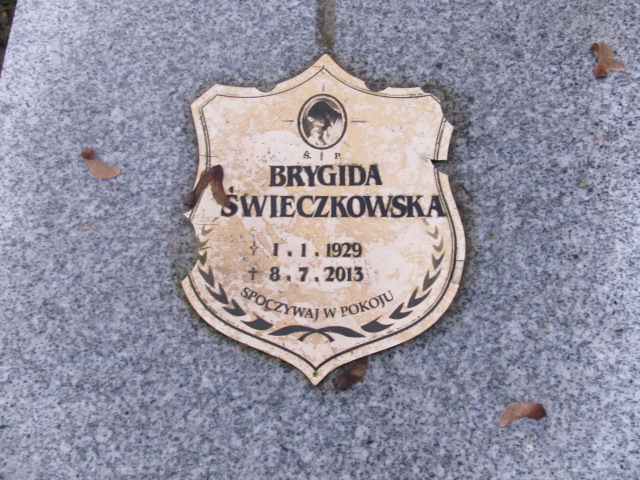 Ś. † P.
BRYGIDA
ŚWIECZKOWSKA
1.1.1929
† 8.7.2013
SPOCZYWAJ W POKOJU